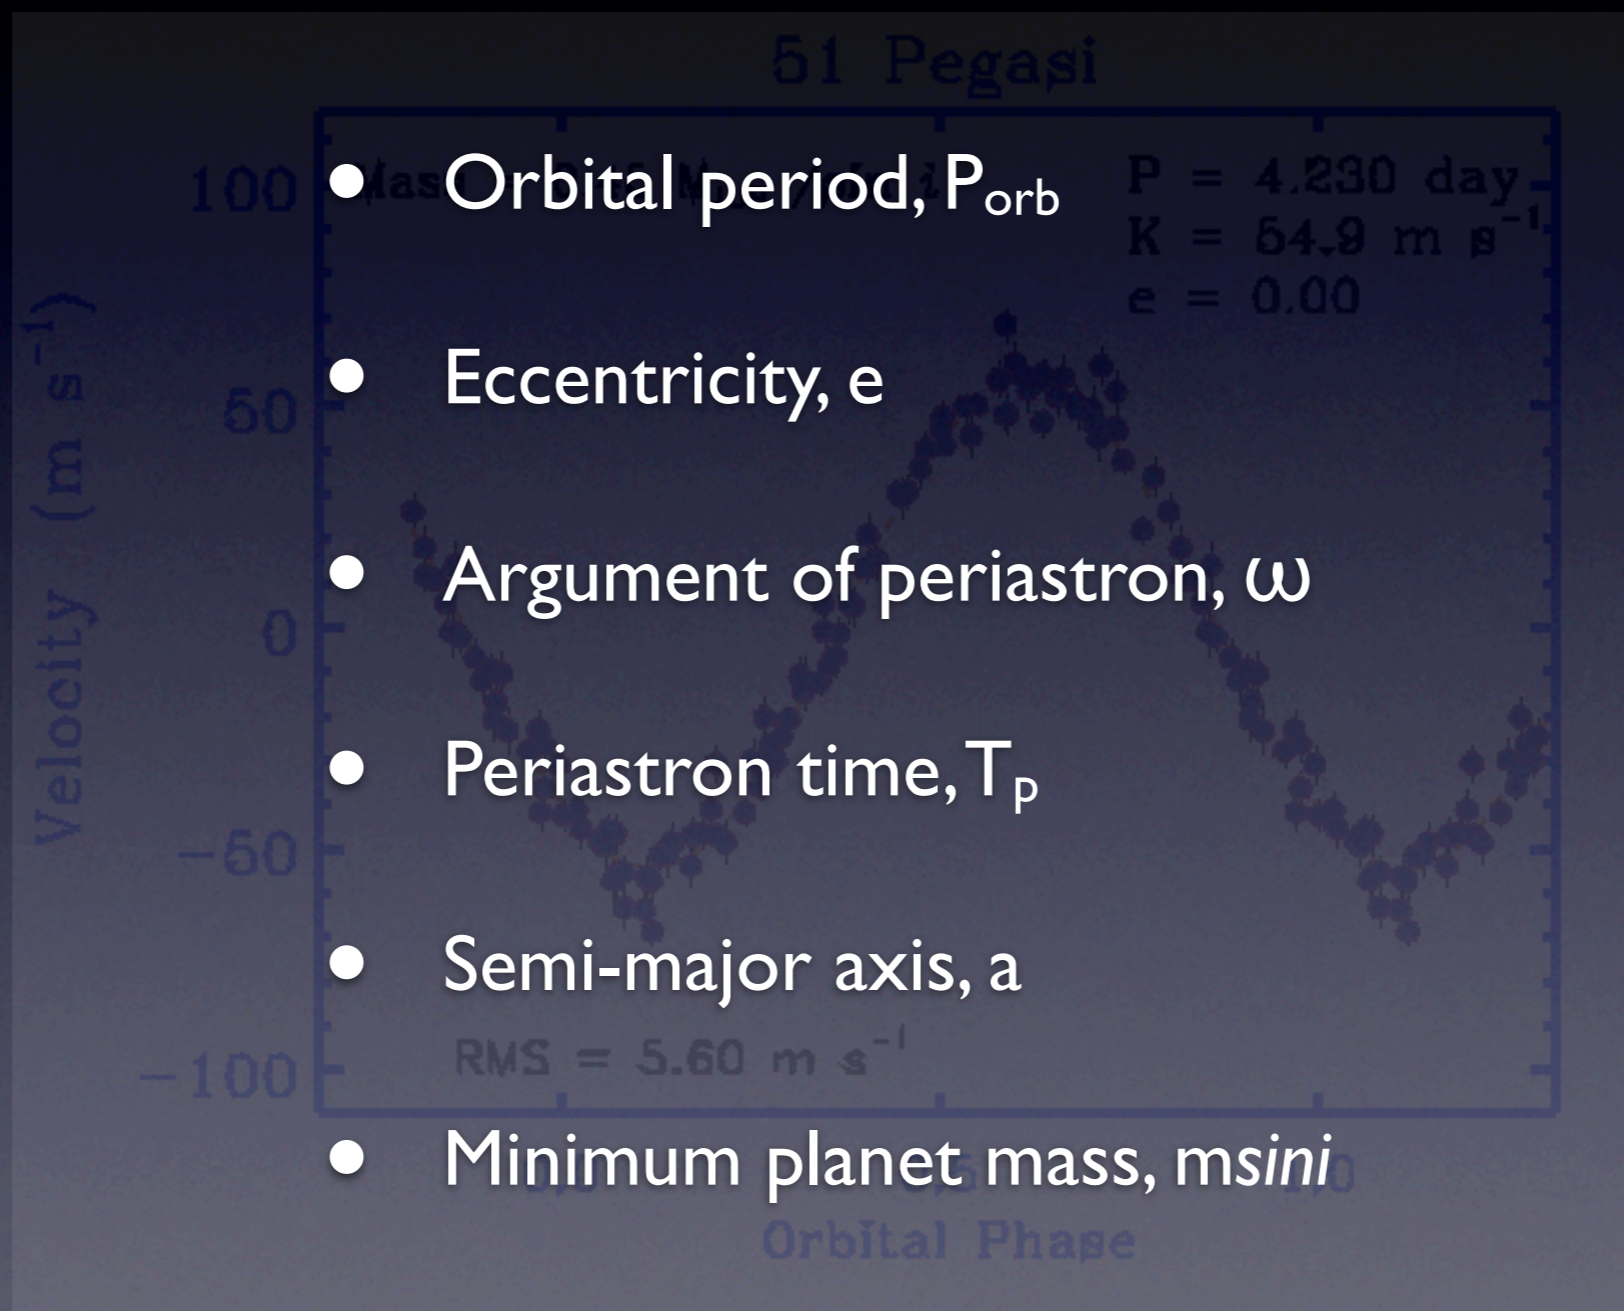 51 Pegasi
Mass
P = 4.230 day
K = 54.9 m s⁻¹
e = 0.00
• Orbital period, Pₒᵣb
• Eccentricity, e
• Argument of periastron, ω
• Periastron time, Tₚ
• Semi-major axis, a
• Minimum planet mass, msini
RMS = 5.60 m s⁻¹
Velocity (m s⁻¹)
100
50
0
−50
−100
Orbital Phase